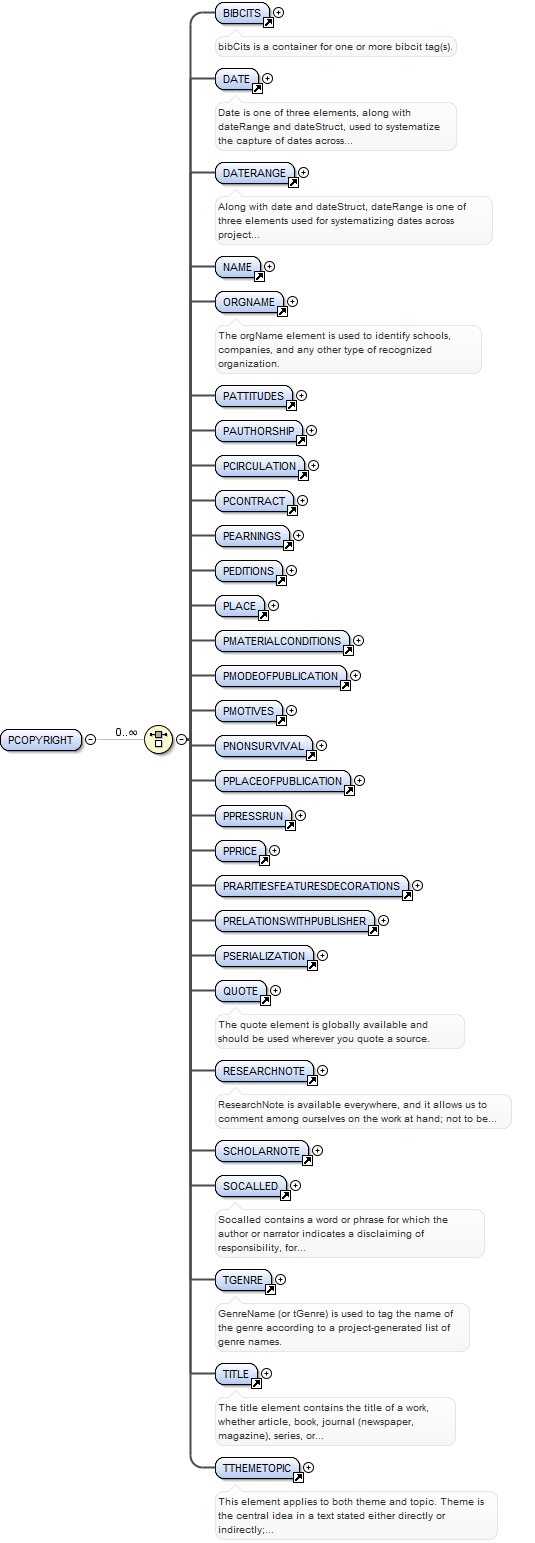 BIBCITS
bibCits is a container for one or more bibcit tag(s).
DATE
Date is one of three elements, along with
dateRange and dateStruct, used to systematize
the capture of dates across...
DATERANGE
Along with date and dateStruct, dateRange is one of
three elements used for systematizing dates across
project...
NAME
ORGNAME
The orgName element is used to identify schools,
companies, and any other type of recognized
organization.
PATTITUDES
PAUTHORSHIP
PCIRCULATION
PCONTRACT
PEARNINGS
PEDITIONS
PLACE
PMATERIALCONDITIONS
PMODEOFPUBLICATION
PMOTIVES
PCOPYRIGHT
0..∞
PNONSURVIVAL
PPLACEOFPUBLICATION
PPRESSRUN
PPRICE
PRARITIESFEATURESDECORATIONS
PRELATIONSWITHPUBLISHER
PSERIALIZATION
QUOTE
The quote element is globally available and
should be used wherever you quote a source.
RESEARCHNOTE
ResearchNote is available everywhere, and it allows us to
comment among ourselves on the work at hand; not to be...
SCHOLARNOTE
SOCALLED
Socalled contains a word or phrase for which the
author or narrator indicates a disclaiming of
responsibility, for...
TGENRE
GenreName (or tGenre) is used to tag the name of
the genre according to a project-generated list of
genre names.
TITLE
The title element contains the title of a work,
whether article, book, journal (newspaper,
magazine), series, or...
TTHEMETOPIC
This element applies to both theme and topic. Theme is
the central idea in a text stated either directly or
indirectly;...